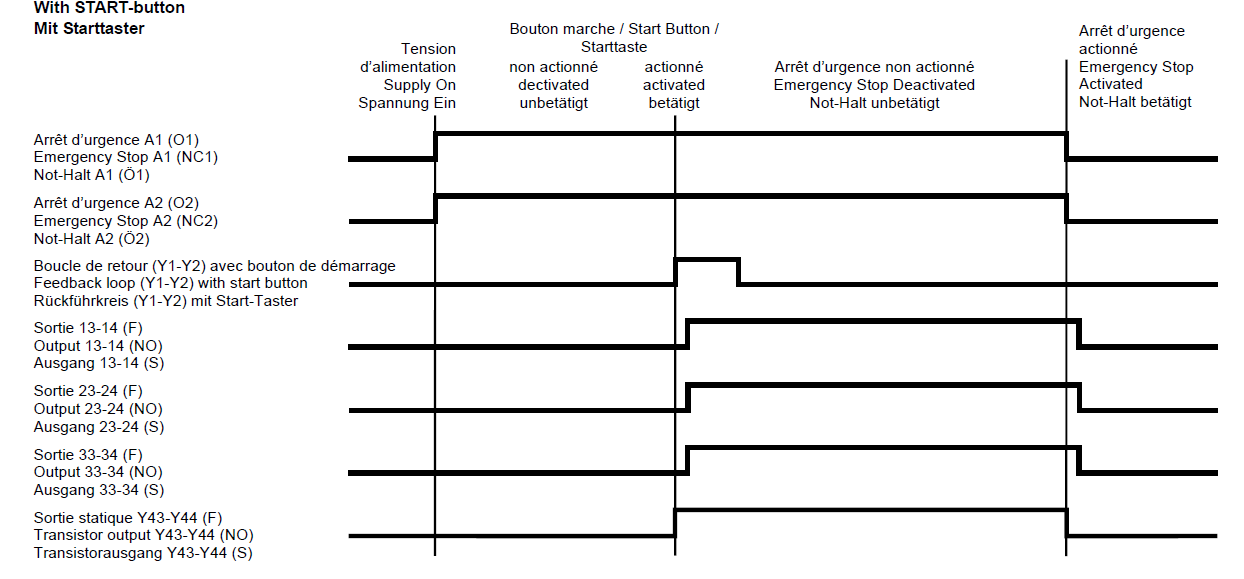 With START-button
Mit Starttaster
Tension
d'alimentation
Supply On
Spannung Ein
Bouton marche / Start Button /
Starttaste
non actionné
dectivated
unbetätigt
actionné
activated
betätigt
Arrêt d'urgence non actionné
Emergency Stop Deactivated
Not-Halt unbetätigt
Arrêt d'urgence
actionné
Emergency Stop
Activated
Not-Halt betätigt
Arrêt d'urgence A1 (O1)
Emergency Stop A1 (NC1)
Not-Halt A1 (Ö1)
Arrêt d'urgence A2 (O2)
Emergency Stop A2 (NC2)
Not-Halt A2 (Ö2)
Boucle de retour (Y1-Y2) avec bouton de démarrage
Feedback loop (Y1-Y2) with start button
Rückführkreis (Y1-Y2) mit Start-Taster
Sortie 13-14 (F)
Output 13-14 (NO)
Ausgang 13-14 (S)
Sortie 23-24 (F)
Output 23-24 (NO)
Ausgang 23-24 (S)
Sortie 33-34 (F)
Output 33-34 (NO)
Ausgang 33-34 (S)
Sortie statique Y43-Y44 (F)
Transistor output Y43-Y44 (NO)
Transistorausgang Y43-Y44 (S)